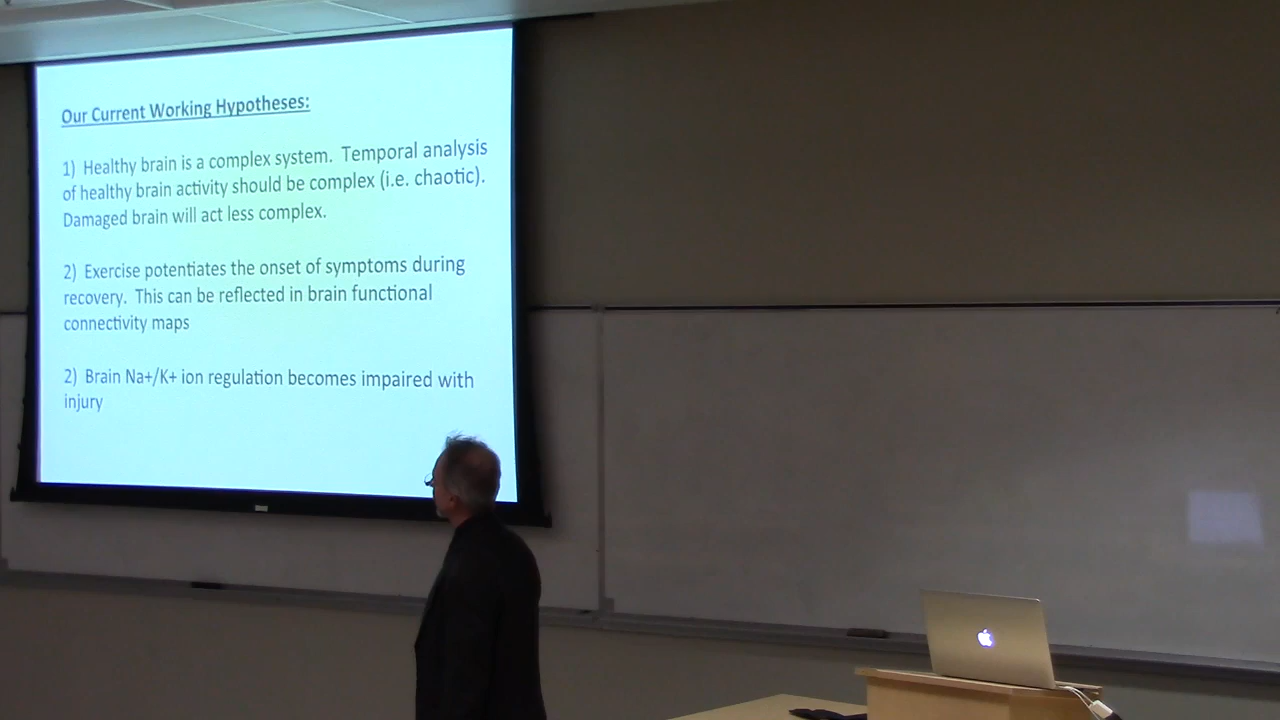 Our Current Working Hypotheses:
1) Healthy brain is a complex system. Temporal analysis
of healthy brain activity should be complex (i.e. chaotic).
Damaged brain will act less complex.
2) Exercise potentiates the onset of symptoms during
recovery. This can be reflected in brain functional
connectivity maps
2) Brain Na+/K+ ion regulation becomes impaired with
injury